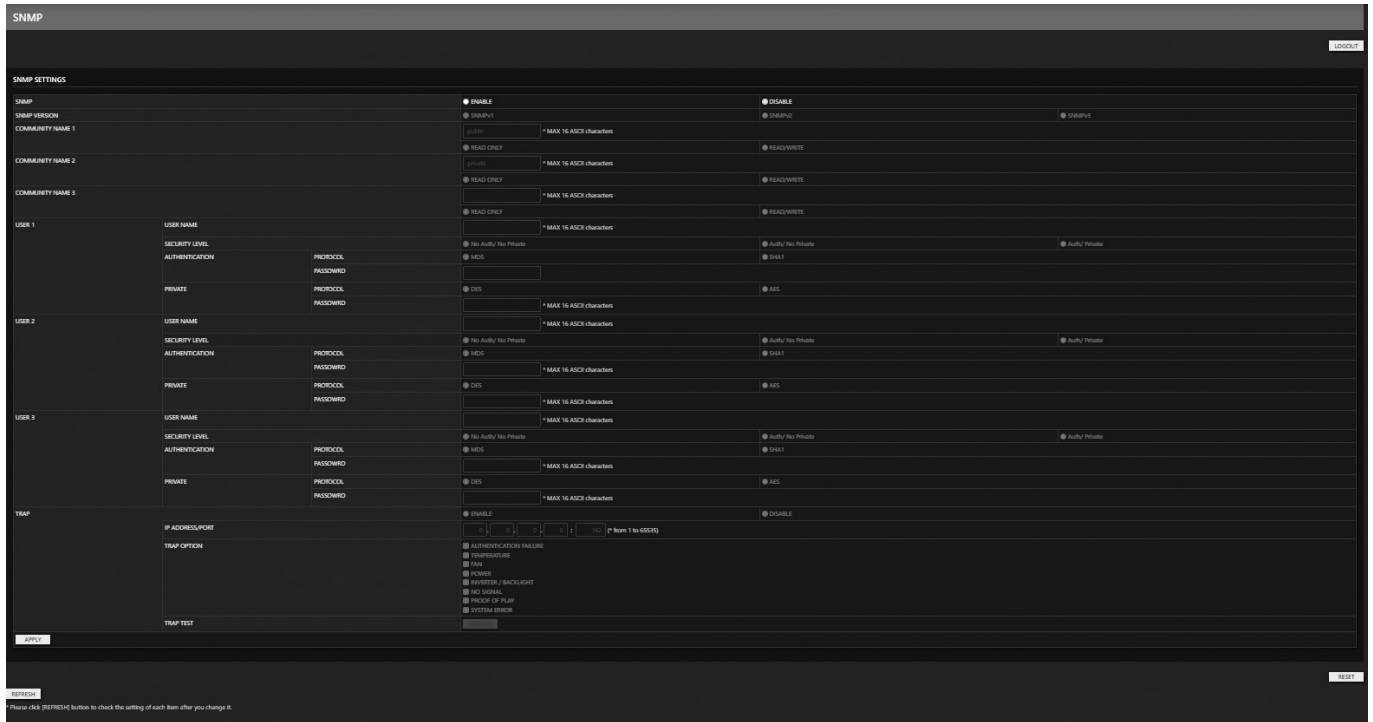 SNMP
LOGOUT
SNMP SETTINGS
SNMP ENABLE DISABLE
SNMP VERSION SNMPv1 SNMPv2 SNMPv3
COMMUNITY NAME 1 public * MAX 16 ASCII characters
READ ONLY READ/WRITE
COMMUNITY NAME 2 private * MAX 16 ASCII characters
READ ONLY READ/WRITE
COMMUNITY NAME 3 * MAX 16 ASCII characters
READ ONLY READ/WRITE
USER 1 USER NAME * MAX 16 ASCII characters
SECURITY LEVEL No Auth/ No Private Auth/ No Private Auth/ Private
AUTHENTICATION PROTOCOL MD5 SHA1
PASSOWRD
PRIVATE PROTOCOL DES AES
PASSOWRD * MAX 16 ASCII characters
USER 2 USER NAME * MAX 16 ASCII characters
SECURITY LEVEL No Auth/ No Private Auth/ No Private Auth/ Private
AUTHENTICATION PROTOCOL MD5 SHA1
PASSOWRD * MAX 16 ASCII characters
PRIVATE PROTOCOL DES AES
PASSOWRD * MAX 16 ASCII characters
USER 3 USER NAME * MAX 16 ASCII characters
SECURITY LEVEL No Auth/ No Private Auth/ No Private Auth/ Private
AUTHENTICATION PROTOCOL MD5 SHA1
PASSOWRD * MAX 16 ASCII characters
PRIVATE PROTOCOL DES AES
PASSOWRD * MAX 16 ASCII characters
TRAP ENABLE DISABLE
IP ADDRESS/PORT 0 . 0 . 0 . 0 : 162 (* from 1 to 65535)
TRAP OPTION AUTHENTICATION FAILURE
TEMPERATURE
FAN
POWER
INVERTER / BACKLIGHT
NO SIGNAL
PROOF OF PLAY
SYSTEM ERROR
TRAP TEST
APPLY
RESET
REFRESH
* Please click [REFRESH] button to check the setting of each item after you change it.